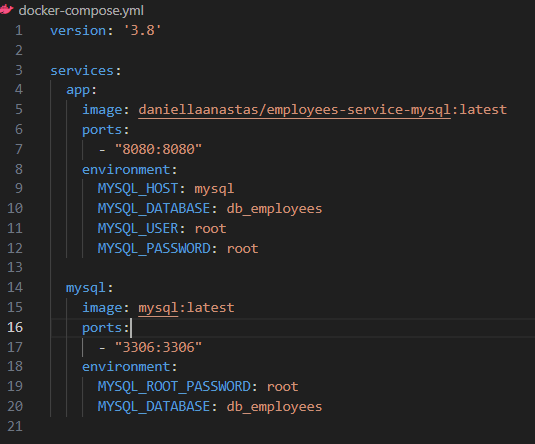 docker-compose.yml
1 version: '3.8'
2
3 services:
4   app:
5     image: daniellaanastas/employees-service-mysql:latest
6     ports:
7       - "8080:8080"
8     environment:
9       MYSQL_HOST: mysql
10       MYSQL_DATABASE: db_employees
11       MYSQL_USER: root
12       MYSQL_PASSWORD: root
13
14   mysql:
15     image: mysql:latest
16     ports:
17       - "3306:3306"
18     environment:
19       MYSQL_ROOT_PASSWORD: root
20       MYSQL_DATABASE: db_employees
21